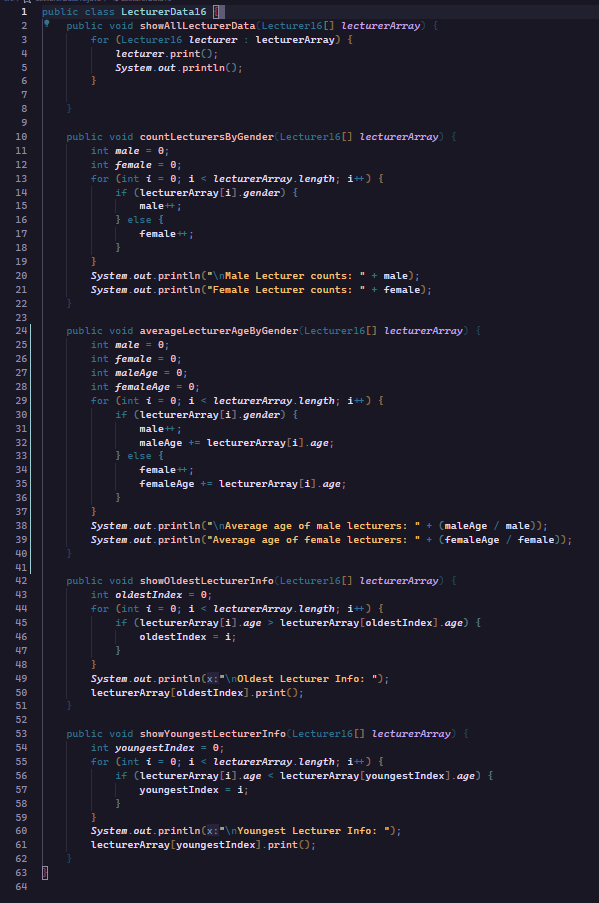 1 public class LecturerData16 {
2 public void showAllLecturerData(Lecturer16[] lecturerArray) {
3 for (Lecturer16 lecturer : lecturerArray) {
4 lecturer.print();
5 System.out.println();
6 }
7
8 }
9
10 public void countLecturersByGender(Lecturer16[] lecturerArray) {
11 int male = 0;
12 int female = 0;
13 for (int i = 0; i < lecturerArray.length; i++) {
14 if (lecturerArray[i].gender) {
15 male++;
16 } else {
17 female++;
18 }
19 }
20 System.out.println("\nMale Lecturer counts: " + male);
21 System.out.println("Female Lecturer counts: " + female);
22 }
23
24 public void averageLecturerAgeByGender(Lecturer16[] lecturerArray) {
25 int male = 0;
26 int female = 0;
27 int maleAge = 0;
28 int femaleAge = 0;
29 for (int i = 0; i < lecturerArray.length; i++) {
30 if (lecturerArray[i].gender) {
31 male++;
32 maleAge += lecturerArray[i].age;
33 } else {
34 female++;
35 femaleAge += lecturerArray[i].age;
36 }
37 }
38 System.out.println("\nAverage age of male lecturers: " + (maleAge / male));
39 System.out.println("Average age of female lecturers: " + (femaleAge / female));
40 }
41
42 public void showOldestLecturerInfo(Lecturer16[] lecturerArray) {
43 int oldestIndex = 0;
44 for (int i = 0; i < lecturerArray.length; i++) {
45 if (lecturerArray[i].age > lecturerArray[oldestIndex].age) {
46 oldestIndex = i;
47 }
48 }
49 System.out.println(x:"\nOldest Lecturer Info: ");
50 lecturerArray[oldestIndex].print();
51 }
52
53 public void showYoungestLecturerInfo(Lecturer16[] lecturerArray) {
54 int youngestIndex = 0;
55 for (int i = 0; i < lecturerArray.length; i++) {
56 if (lecturerArray[i].age < lecturerArray[youngestIndex].age) {
57 youngestIndex = i;
58 }
59 }
60 System.out.println(x:"\nYoungest Lecturer Info: ");
61 lecturerArray[youngestIndex].print();
62 }
63 }
64